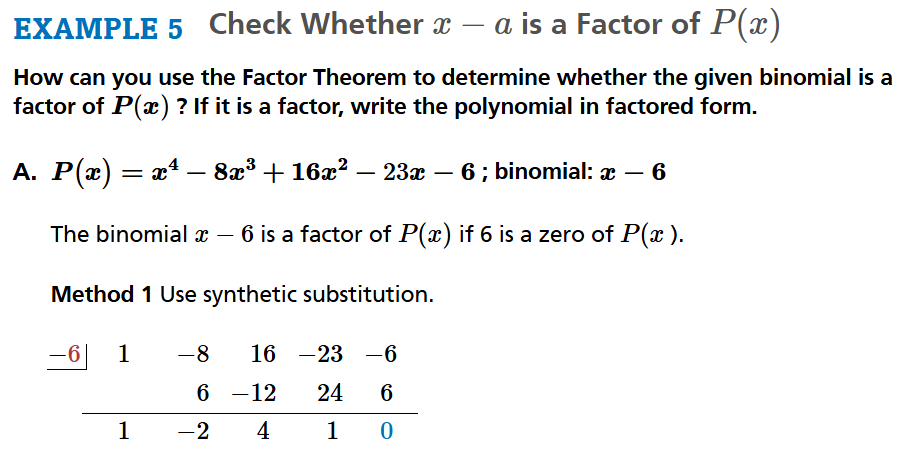 EXAMPLE 5 Check Whether x − a is a Factor of P(x)
How can you use the Factor Theorem to determine whether the given binomial is a
factor of P(x) ? If it is a factor, write the polynomial in factored form.
A. P(x) = x⁴ − 8x³ + 16x² − 23x − 6 ; binomial: x − 6
The binomial x − 6 is a factor of P(x) if 6 is a zero of P(x ).
Method 1 Use synthetic substitution.
−6| 1 −8 16 −23 −6
6 −12 24 6
1 −2 4 1 0